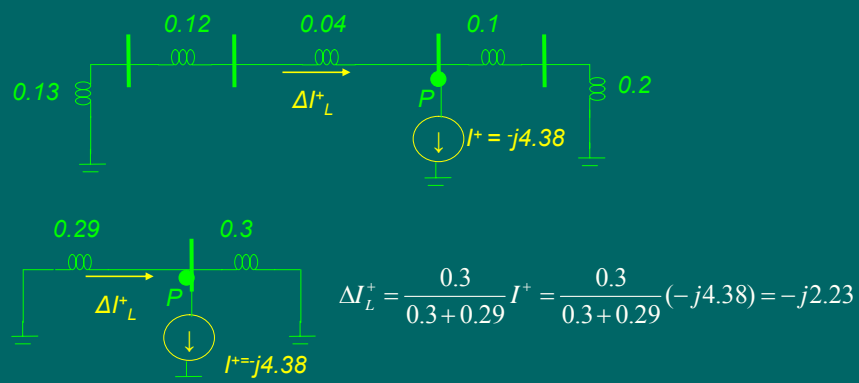 0.12 0.04 0.1
0.13 ΔI⁺L P 0.2
I⁺ = -j4.38
0.29 0.3
ΔI⁺L P
ΔI⁺L = 0.3/(0.3 + 0.29) I⁺ = 0.3/(0.3 + 0.29) (−j4.38) = −j2.23
I⁺=-j4.38